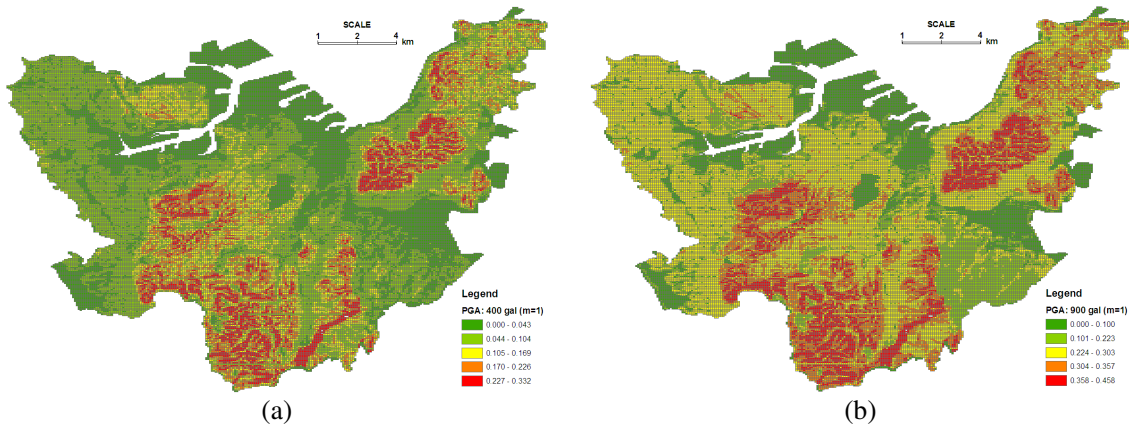 SCALE
1 2 4
km
Legend
PGA: 400 gal (m=1)
0.000 - 0.043
0.044 - 0.104
0.105 - 0.169
0.170 - 0.226
0.227 - 0.332
(a)
SCALE
1 2 4
km
Legend
PGA: 900 gal (m=1)
0.000 - 0.100
0.101 - 0.223
0.224 - 0.303
0.304 - 0.357
0.358 - 0.458
(b)